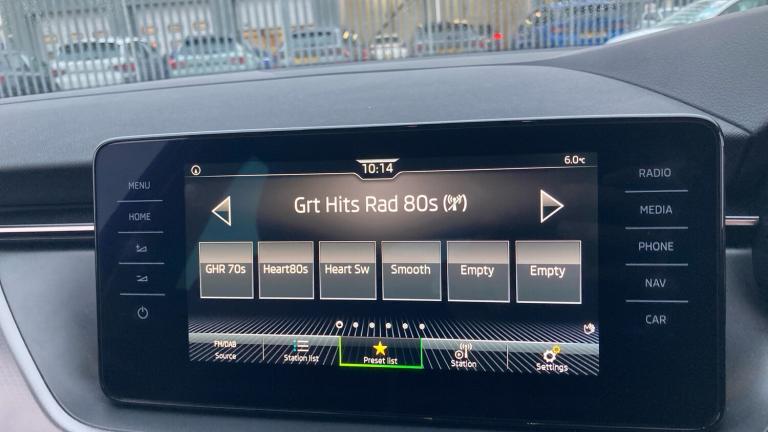 MENU
HOME
10:14
6.0°C
Grt Hits Rad 80s
GHR 70s
Heart80s
Heart Sw
Smooth
Empty
Empty
FM/DAB
Source
Station list
Preset list
Station
Settings
RADIO
MEDIA
PHONE
NAV
CAR